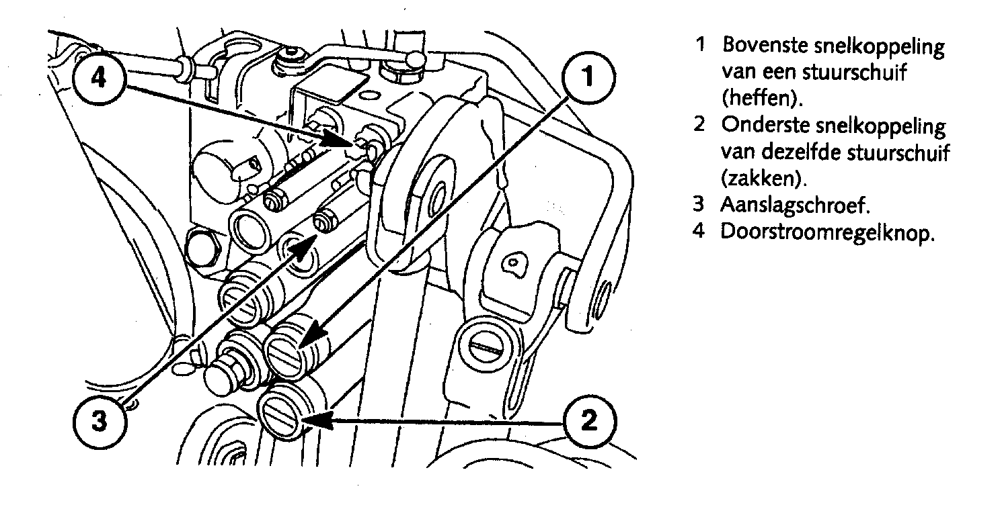 4
1
3
2
1 Bovenste snelkoppeling
van een stuurschuif
(heffen).
2 Onderste snelkoppeling
van dezelfde stuurschuif
(zakken).
3 Aanslagschroef.
4 Doorstroomregelknop.